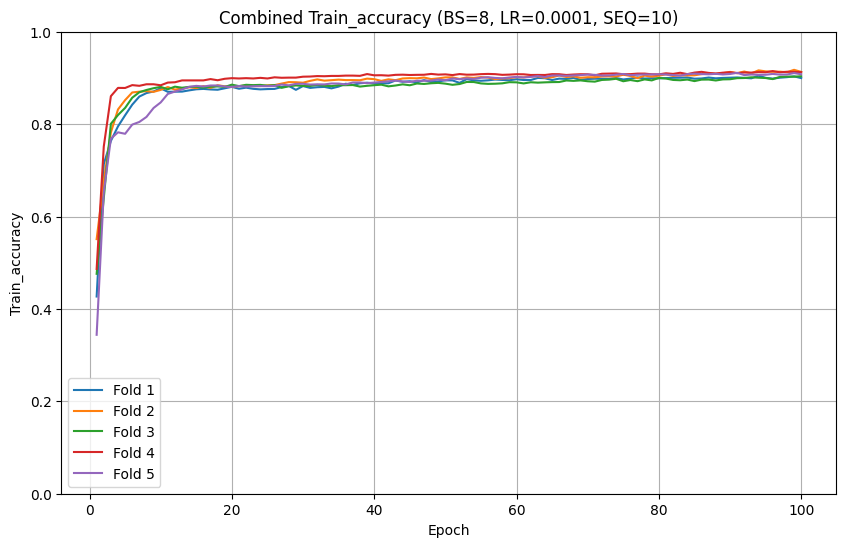 Combined Train_accuracy (BS=8, LR=0.0001, SEQ=10)
1.0
0.8
0.6
0.4
0.2
0.0
Train_accuracy
Fold 1
Fold 2
Fold 3
Fold 4
Fold 5
0 20 40 60 80 100
Epoch